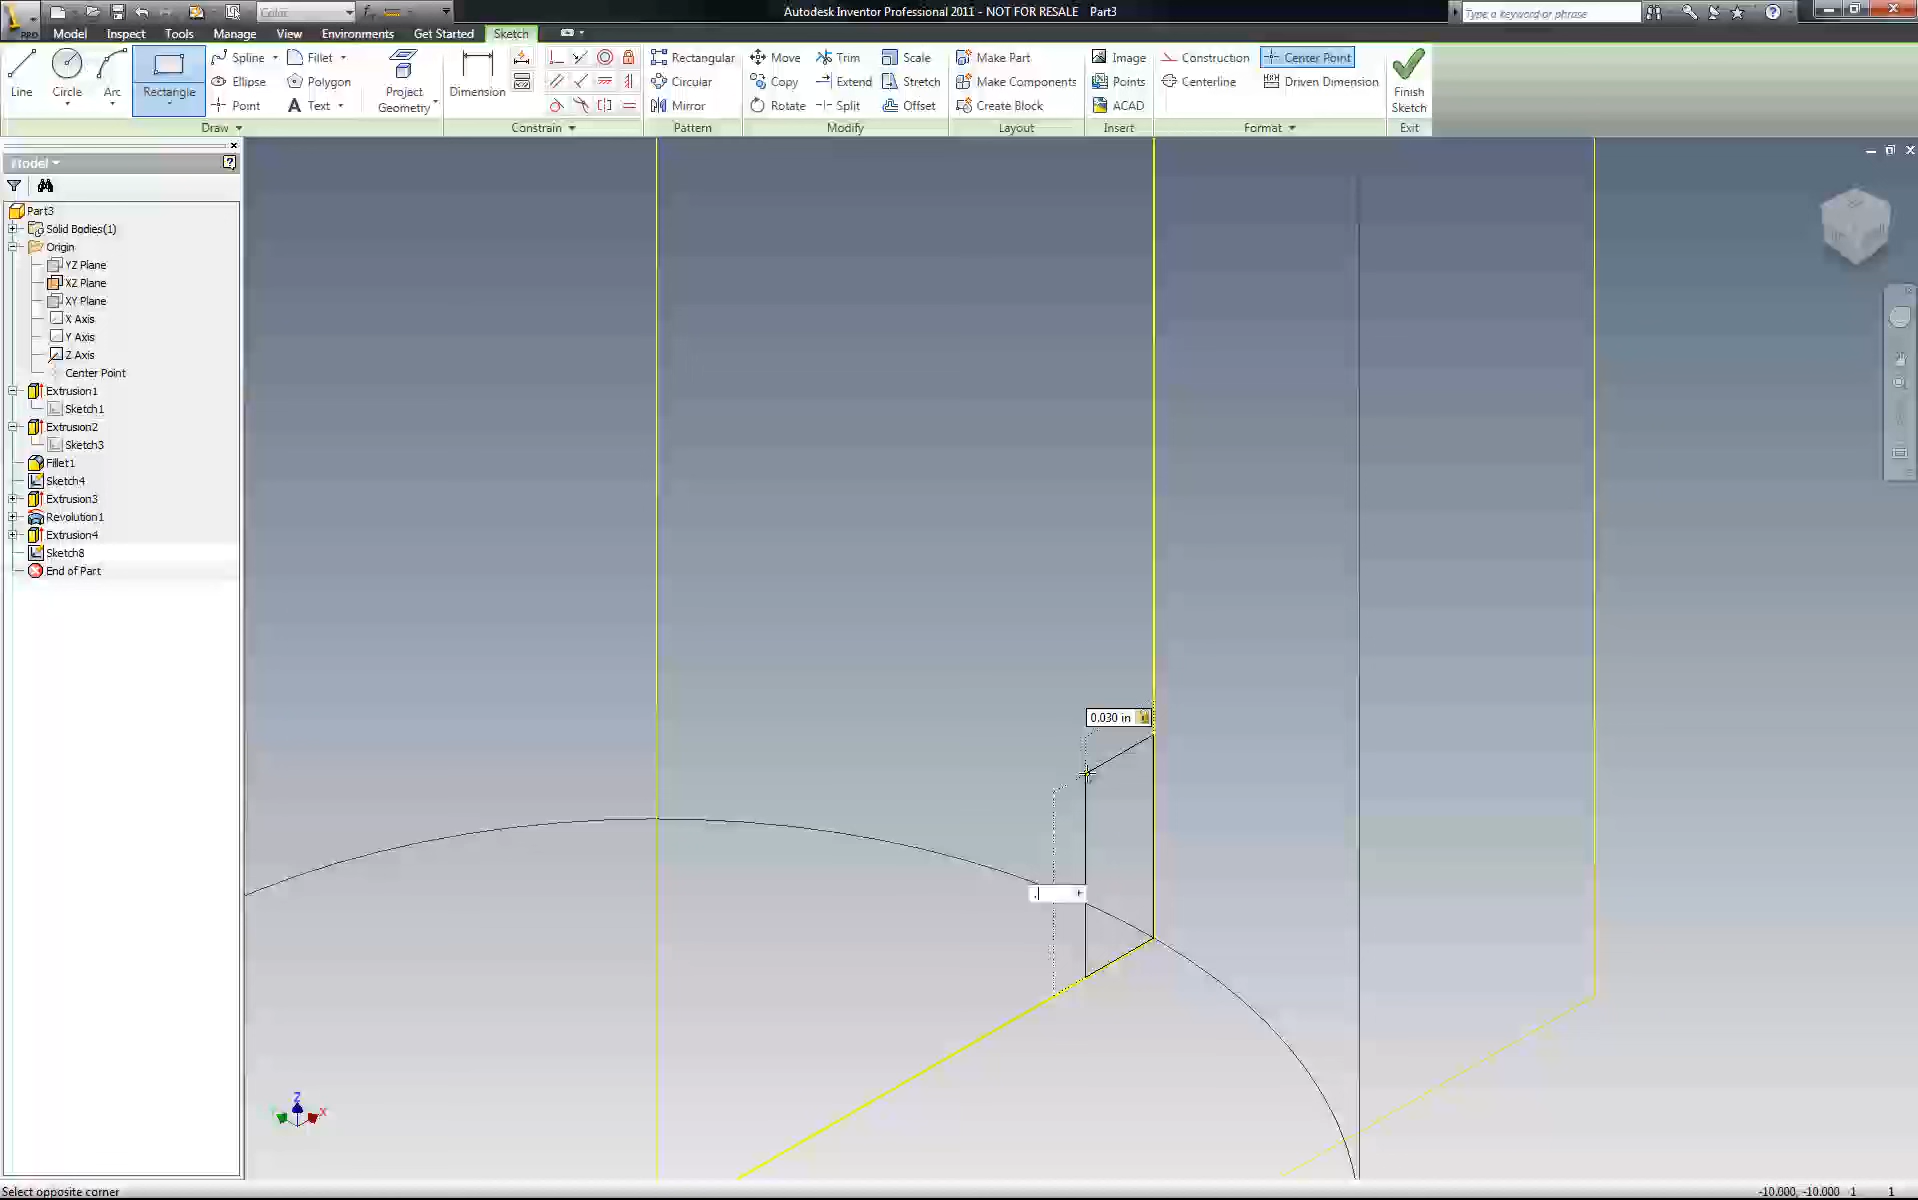 Autodesk Inventor Professional 2011 - NOT FOR RESALE Part3
Type a keyword or phrase
PRO
Color
Model Inspect Tools Manage View Environments Get Started Sketch
Line Circle Arc Rectangle
Spline Fillet
Ellipse Polygon
Point Text
Project Geometry
Dimension
Rectangular Move Trim Scale Make Part Image Construction Center Point
Circular Copy Extend Stretch Make Components Points Centerline Driven Dimension
Mirror Rotate Split Offset Create Block ACAD
Finish Sketch
Draw Constrain Pattern Modify Layout Insert Format Exit
Model
Part3
Solid Bodies(1)
Origin
YZ Plane
XZ Plane
XY Plane
X Axis
Y Axis
Z Axis
Center Point
Extrusion1
Sketch1
Extrusion2
Sketch3
Fillet1
Sketch4
Extrusion3
Revolution1
Extrusion4
Sketch8
End of Part
0.030 in
.
Z
X
Select opposite corner
-10.000, -10.000 1 1